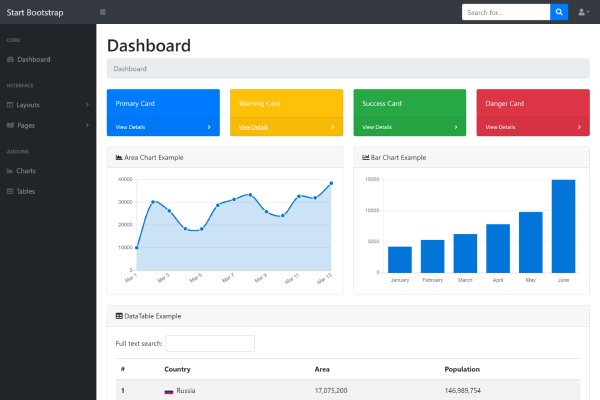 Start Bootstrap
Search for...
CORE
Dashboard
INTERFACE
Layouts
Pages
ADDONS
Charts
Tables
Dashboard
Dashboard
Primary Card
View Details
Warning Card
View Details
Success Card
View Details
Danger Card
View Details
Area Chart Example
40000
30000
20000
10000
0
Mar 1
Mar 3
Mar 5
Mar 7
Mar 9
Mar 11
Mar 13
Bar Chart Example
15000
10000
5000
0
January February March April May June
DataTable Example
Full text search:
# Country Area Population
1 Russia 17,075,200 146,989,754